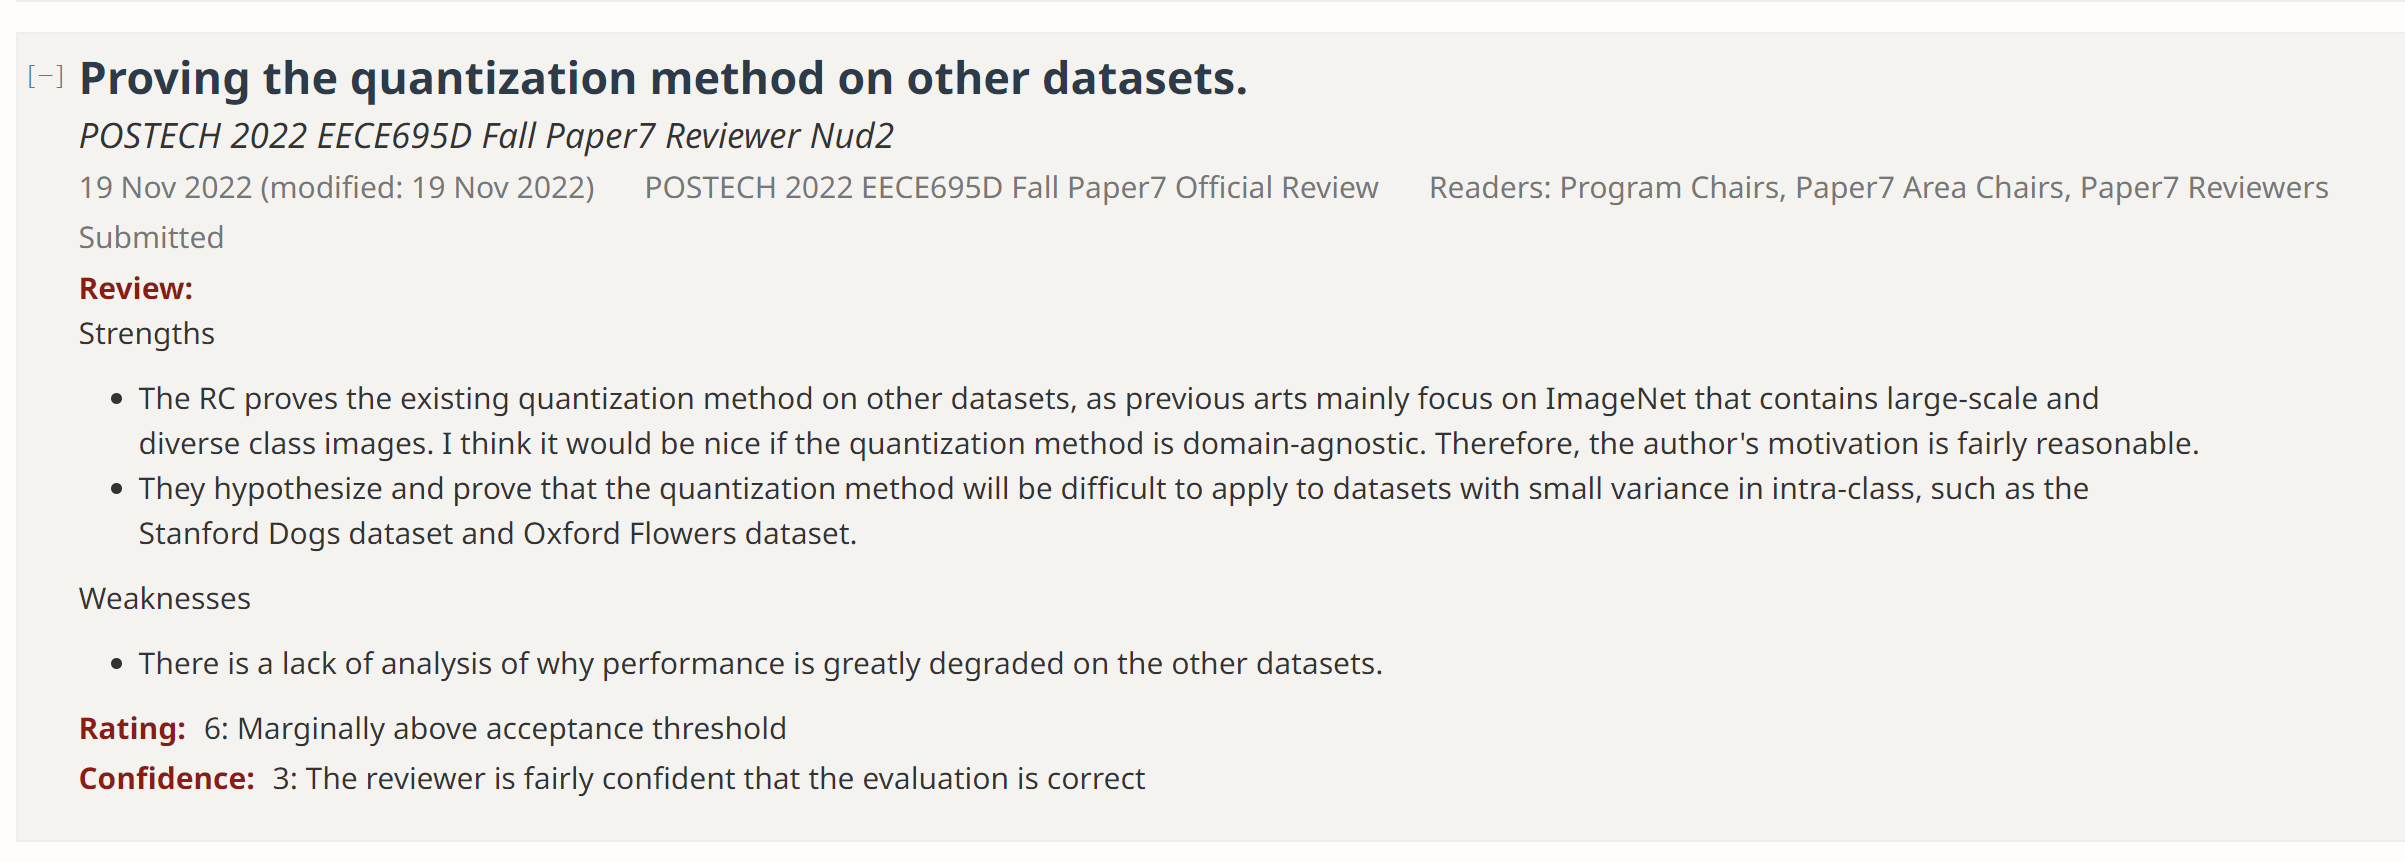 [−] Proving the quantization method on other datasets.
POSTECH 2022 EECE695D Fall Paper7 Reviewer Nud2
19 Nov 2022 (modified: 19 Nov 2022) POSTECH 2022 EECE695D Fall Paper7 Official Review Readers: Program Chairs, Paper7 Area Chairs, Paper7 Reviewers
Submitted
Review:
Strengths
• The RC proves the existing quantization method on other datasets, as previous arts mainly focus on ImageNet that contains large-scale and
diverse class images. I think it would be nice if the quantization method is domain-agnostic. Therefore, the author's motivation is fairly reasonable.
• They hypothesize and prove that the quantization method will be difficult to apply to datasets with small variance in intra-class, such as the
Stanford Dogs dataset and Oxford Flowers dataset.
Weaknesses
• There is a lack of analysis of why performance is greatly degraded on the other datasets.
Rating: 6: Marginally above acceptance threshold
Confidence: 3: The reviewer is fairly confident that the evaluation is correct